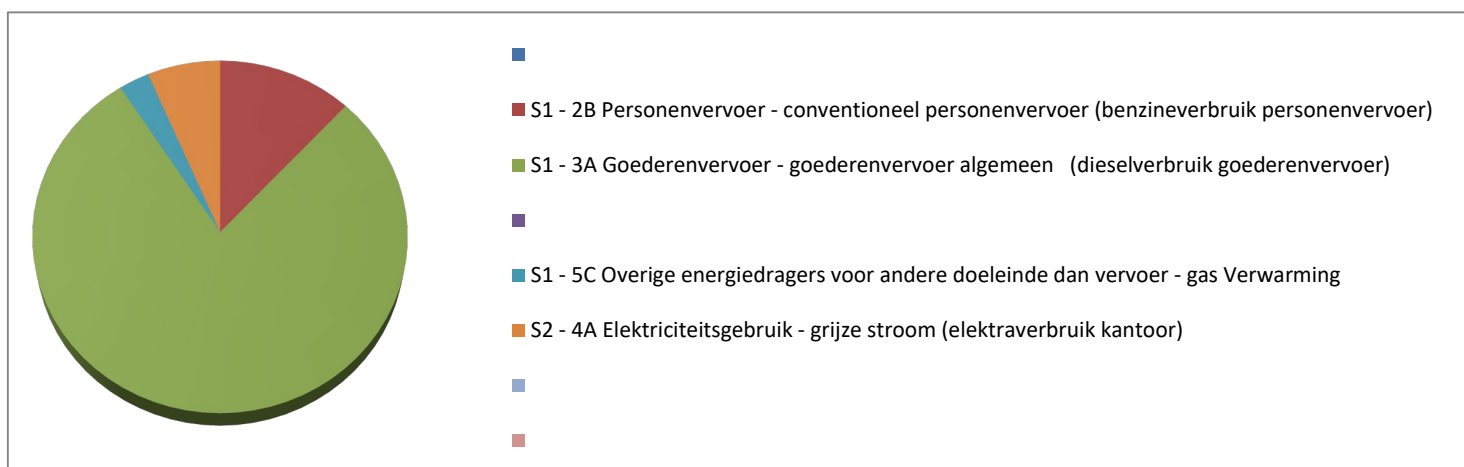 S1 - 2B Personenvervoer - conventioneel personenvervoer (benzineverbruik personenvervoer)
S1 - 3A Goederenvervoer - goederenvervoer algemeen (dieselverbruik goederenvervoer)
S1 - 5C Overige energiedragers voor andere doeleinde dan vervoer - gas Verwarming
S2 - 4A Elektriciteitsgebruik - grijze stroom (elektraverbruik kantoor)